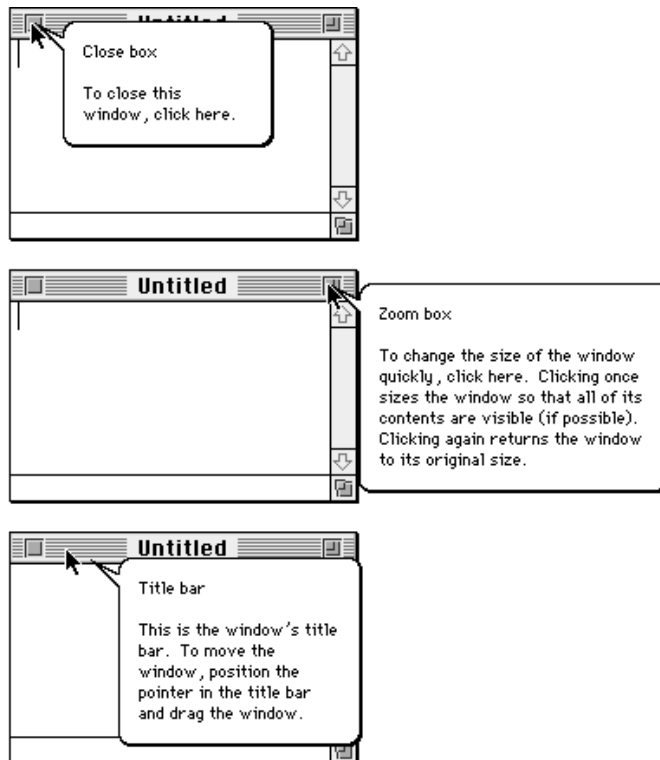 Untitled
Close box
To close this
window, click here.
Untitled
Zoom box
To change the size of the window
quickly, click here. Clicking once
sizes the window so that all of its
contents are visible (if possible).
Clicking again returns the window
to its original size.
Untitled
Title bar
This is the window's title
bar. To move the
window, position the
pointer in the title bar
and drag the window.